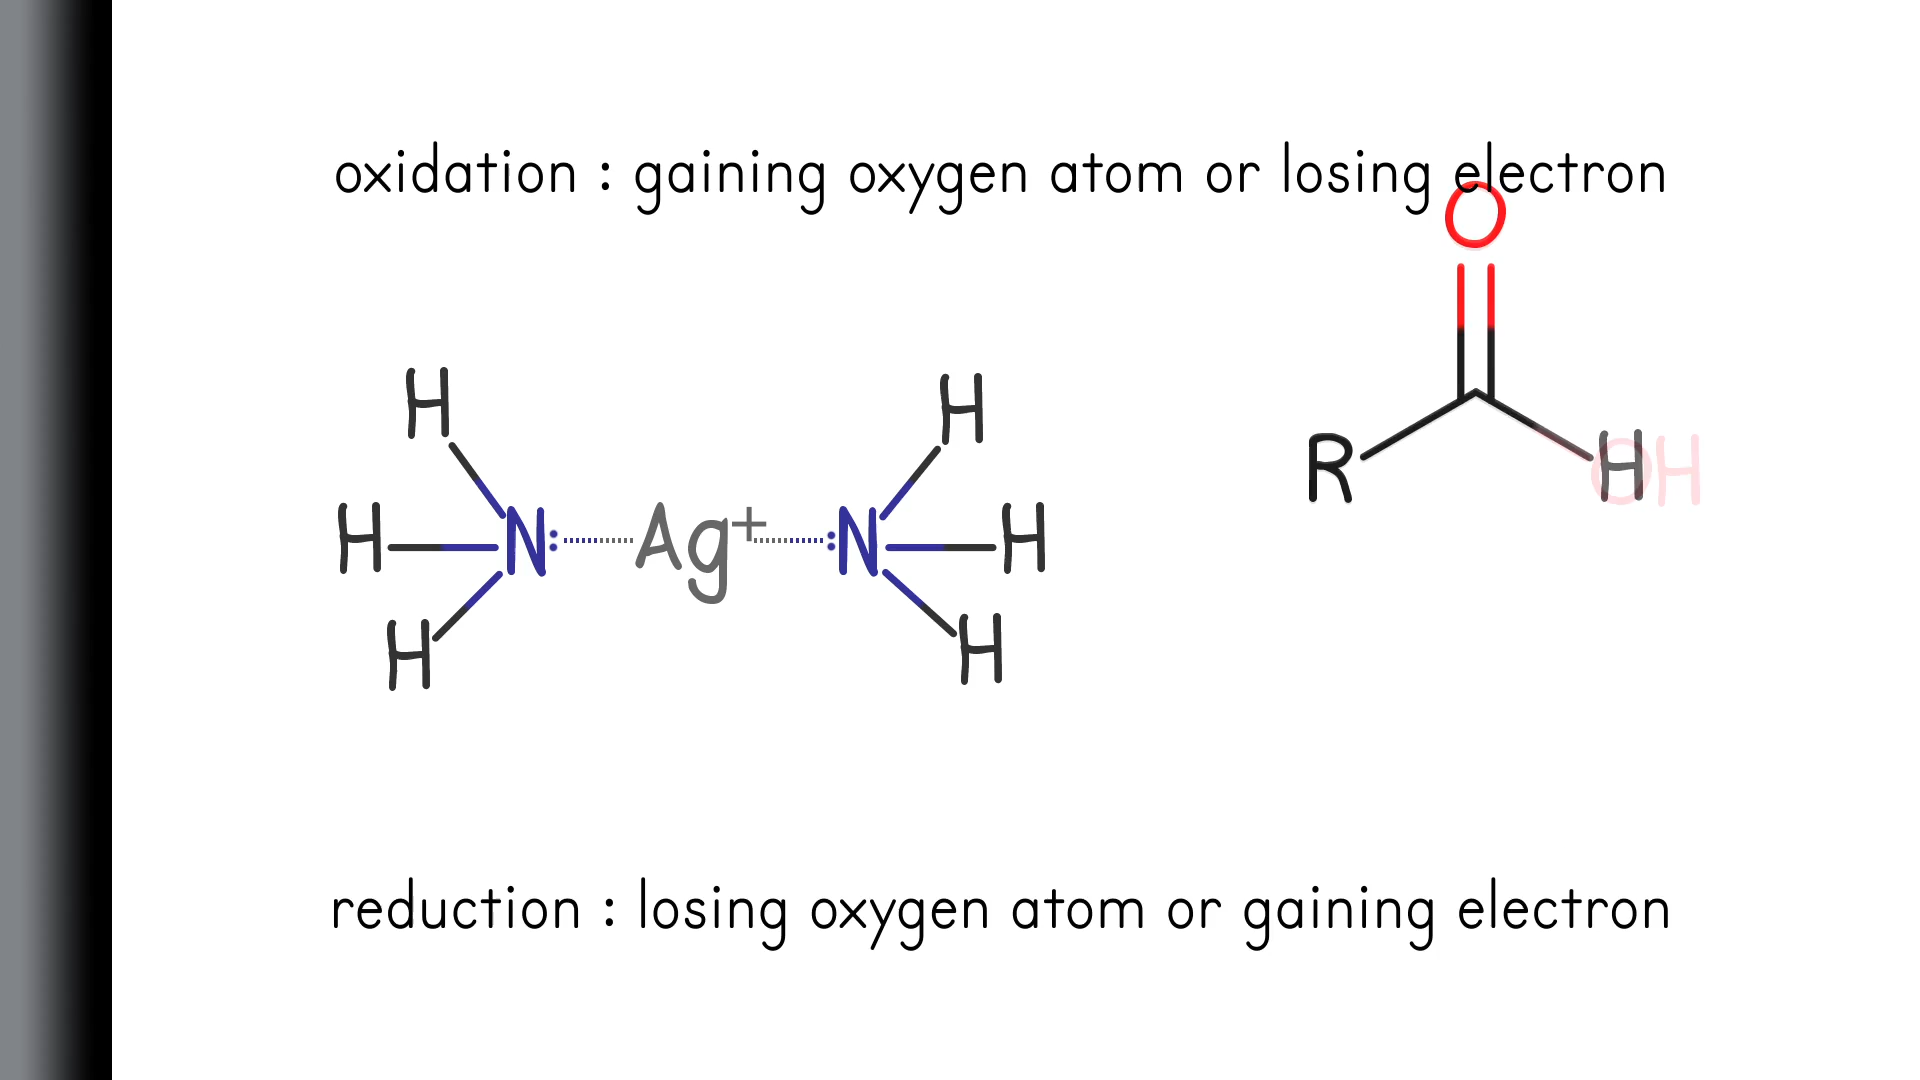 oxidation : gaining oxygen atom or losing electron
O
H H
H N: Ag+ :N H
H H
R H OH
reduction : losing oxygen atom or gaining electron